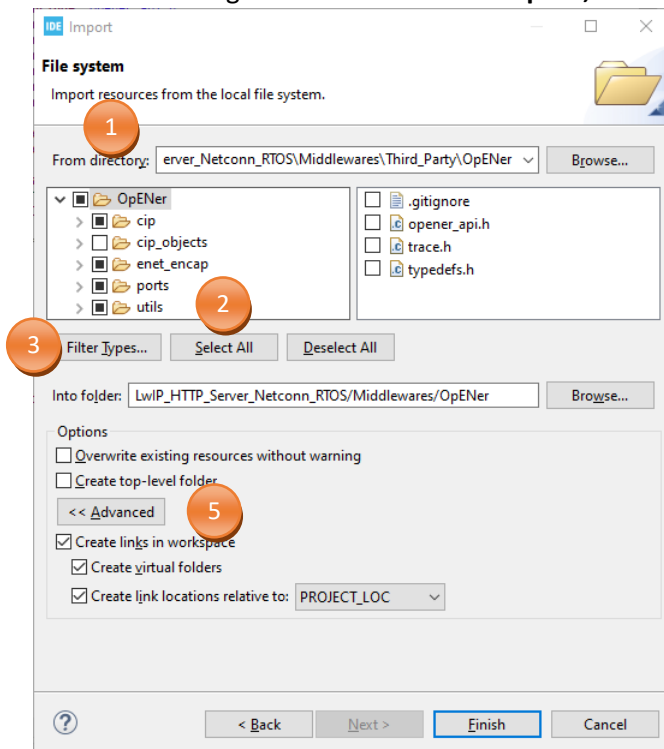 IDE Import
File system
Import resources from the local file system.
1
From directory: erver_Netconn_RTOS\Middlewares\Third_Party\OpENer Browse...
OpENer
cip
cip_objects
enet_encap
ports
utils
.gitignore
opener_api.h
trace.h
typedefs.h
2
3
Filter Types... Select All Deselect All
Into folder: LwIP_HTTP_Server_Netconn_RTOS/Middlewares/OpENer Browse...
Options
Overwrite existing resources without warning
Create top-level folder
<< Advanced
5
Create links in workspace
Create virtual folders
Create link locations relative to: PROJECT_LOC
? < Back Next > Finish Cancel